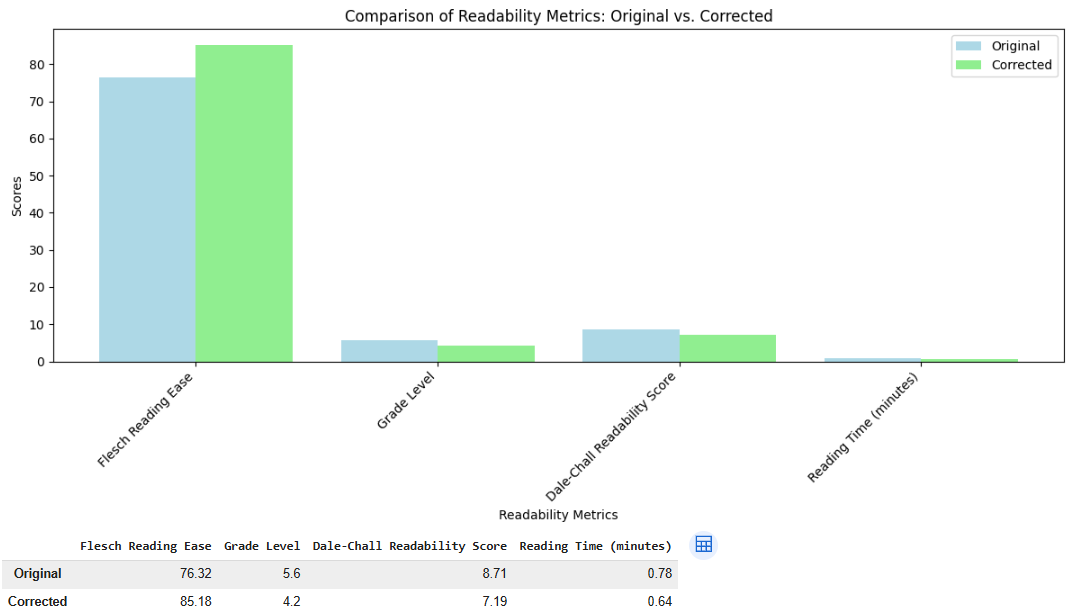 Comparison of Readability Metrics: Original vs. Corrected
Original
Corrected
80
70
60
50
40
30
20
10
0
Scores
Flesch Reading Ease
Grade Level
Dale-Chall Readability Score
Reading Time (minutes)
Readability Metrics
Flesch Reading Ease Grade Level Dale-Chall Readability Score Reading Time (minutes)
Original 76.32 5.6 8.71 0.78
Corrected 85.18 4.2 7.19 0.64